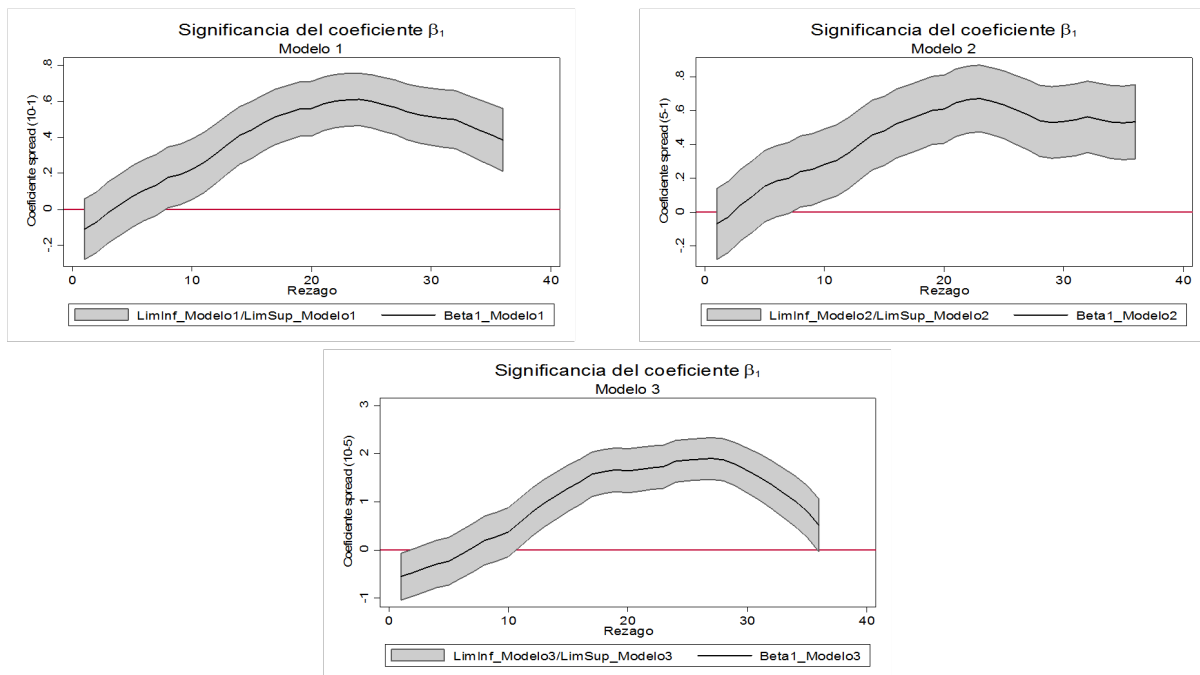 Significancia del coeficiente β₁
Modelo 1
Coeficiente spread (10-1)
.8
.6
.4
.2
0
-.2
0 10 20 30 40
Rezago
LimInf_Modelo1/LimSup_Modelo1 Beta1_Modelo1
Significancia del coeficiente β₁
Modelo 2
Coeficiente spread (5-1)
.8
.6
.4
.2
0
-.2
0 10 20 30 40
Rezago
LimInf_Modelo2/LimSup_Modelo2 Beta1_Modelo2
Significancia del coeficiente β₁
Modelo 3
Coeficiente spread (10-5)
3
2
1
0
-1
0 10 20 30 40
Rezago
LimInf_Modelo3/LimSup_Modelo3 Beta1_Modelo3